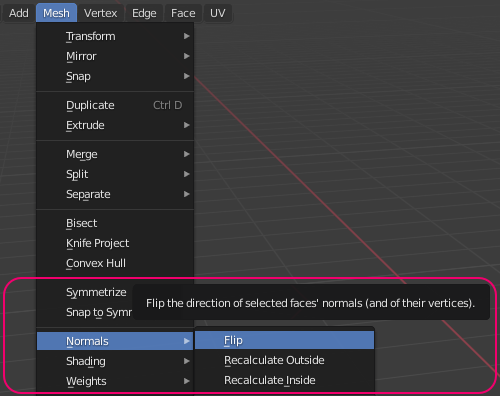 Add Mesh Vertex Edge Face UV
Transform
Mirror
Snap
Duplicate Ctrl D
Extrude
Merge
Split
Separate
Bisect
Knife Project
Convex Hull
Symmetrize
Snap to Symm
Flip the direction of selected faces' normals (and of their vertices).
Normals
Flip
Shading
Recalculate Outside
Weights
Recalculate Inside